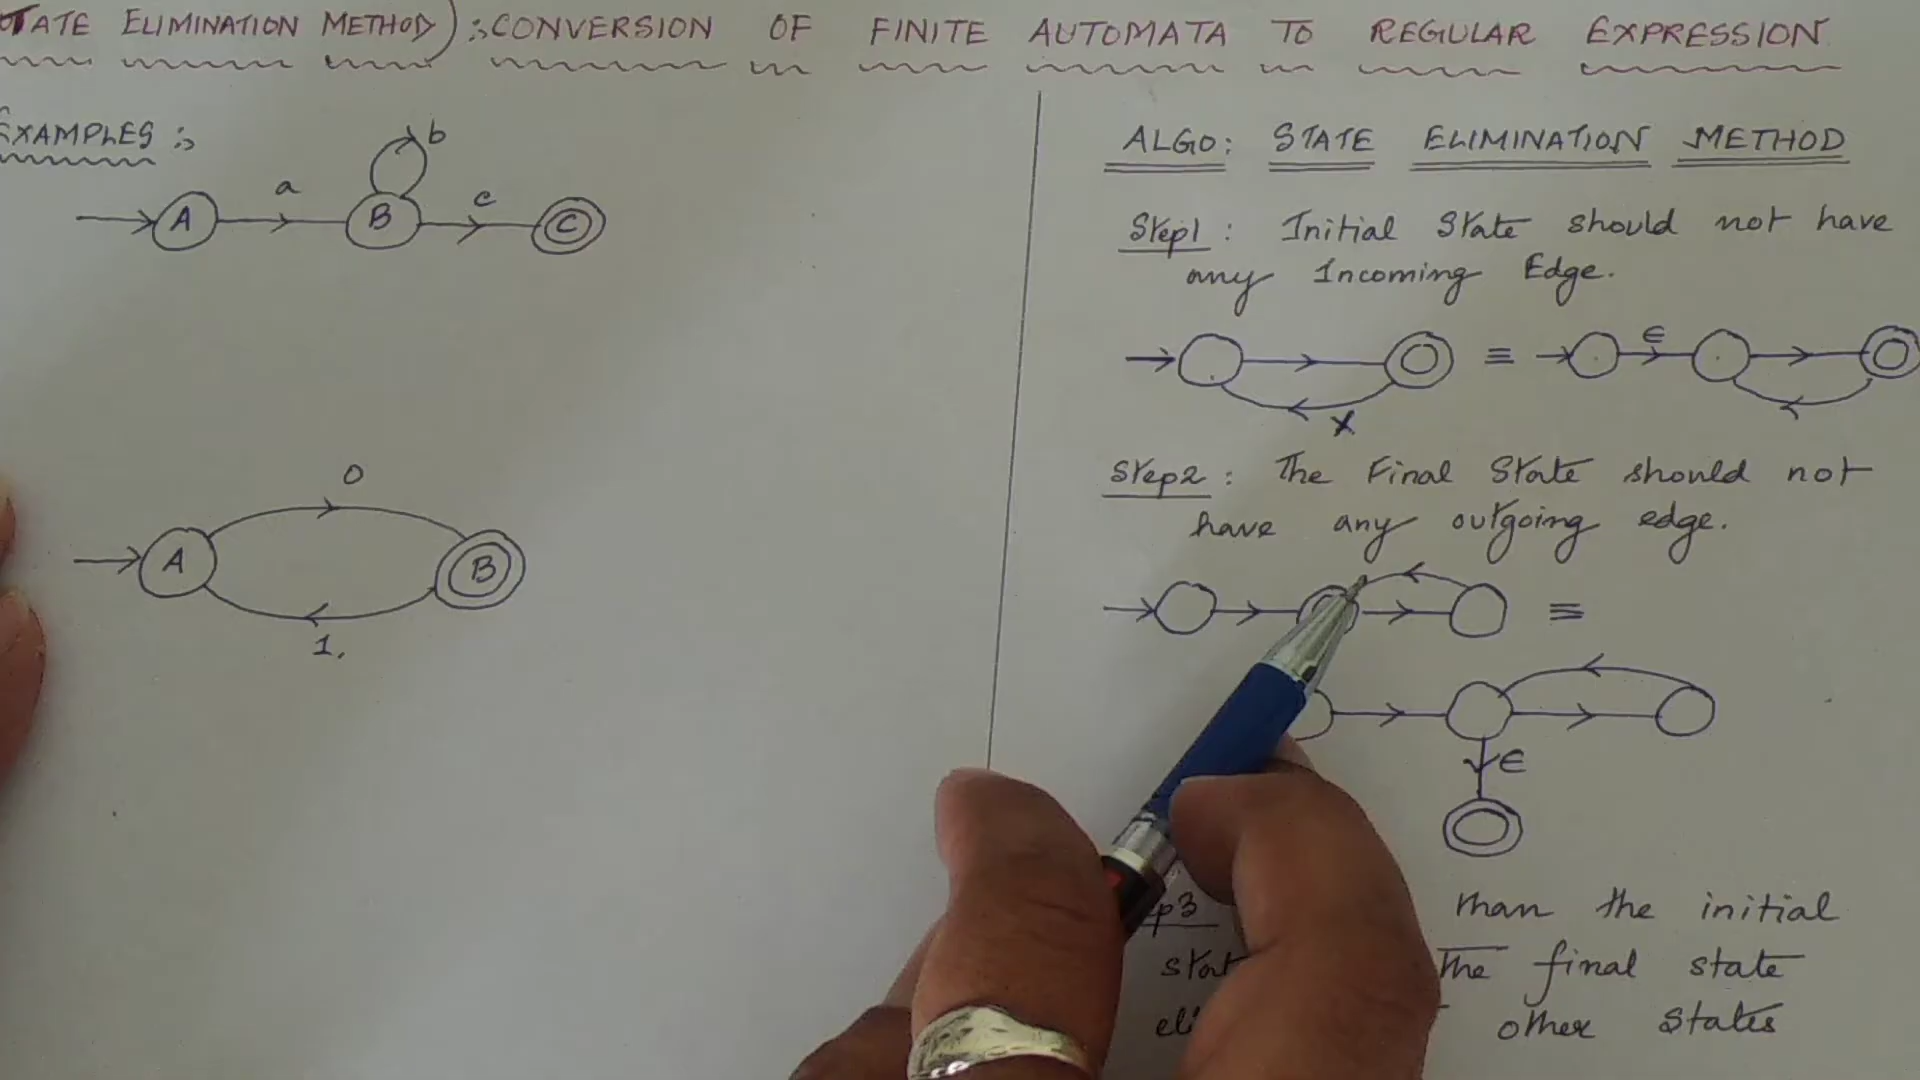 TATE ELIMINATION METHOD) :. CONVERSION OF FINITE AUTOMATA TO REGULAR EXPRESSION
EXAMPLES :.
b
a
c
A
B
C
0
A
B
1.
ALGO: STATE ELIMINATION METHOD
Step1 : Initial State should not have
any Incoming Edge.
≡
ϵ
X
Step2 : The Final State should not
have any outgoing edge.
≡
ϵ
than the initial
The final state
other states